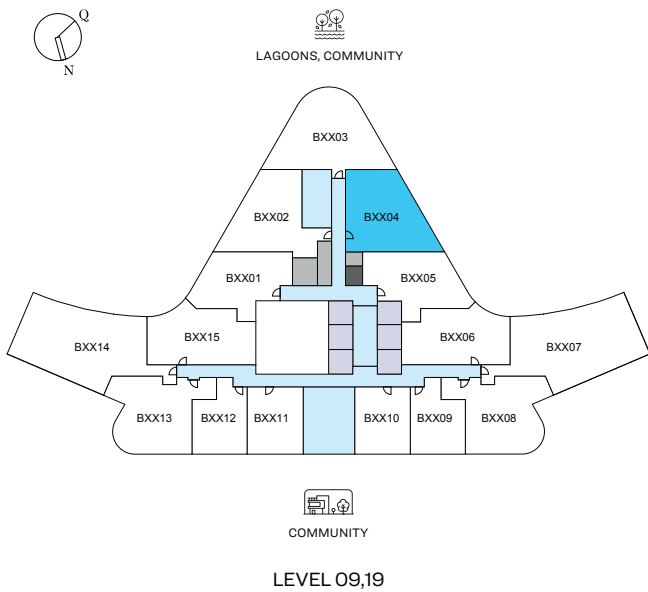 Q
N
LAGOONS, COMMUNITY
BXX03
BXX02
BXX04
BXX01
BXX05
BXX14
BXX15
BXX06
BXX07
BXX13
BXX12
BXX11
BXX10
BXX09
BXX08
COMMUNITY
LEVEL 09,19